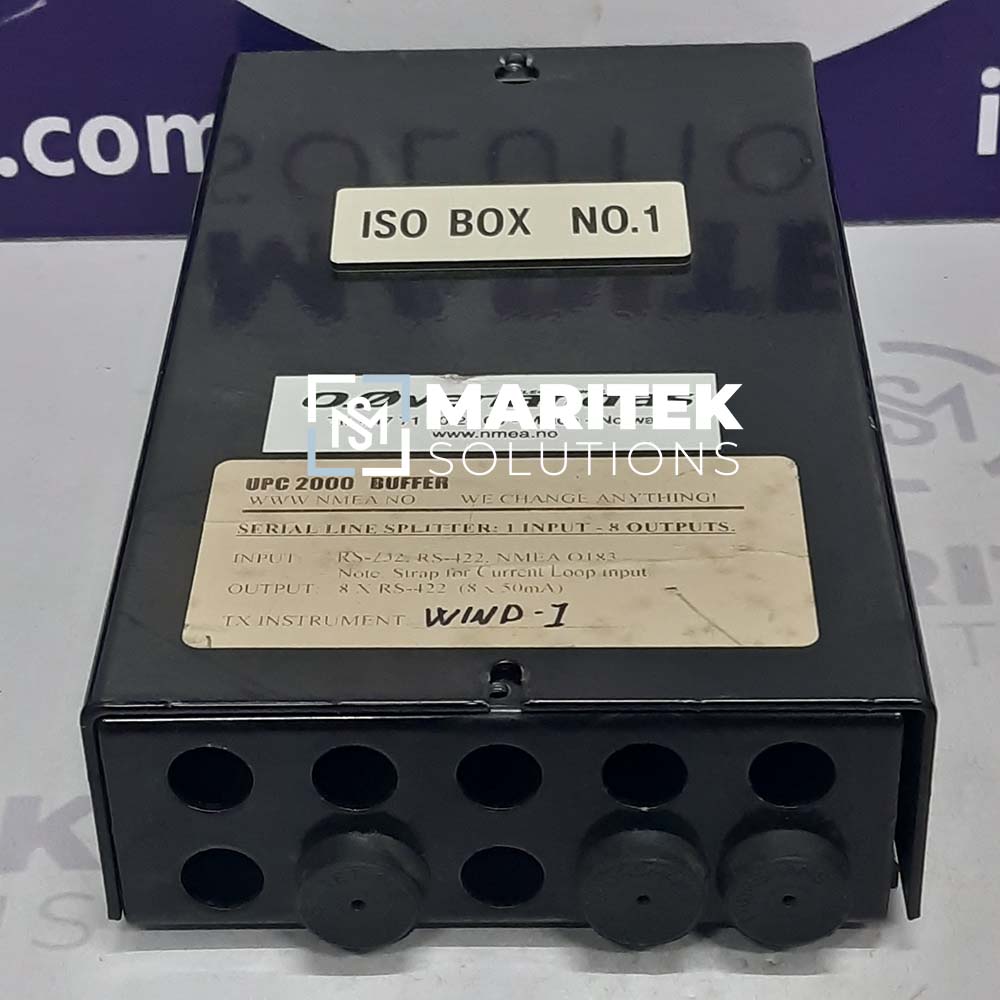 .com
i
SOLUTIO
ISO BOX NO.1
MARITEK
SOLUTIONS
www.nmea.no
UPC 2000 BUFFER
WWW.NMEA.NO WE CHANGE ANYTHING!
SERIAL LINE SPLITTER: 1 INPUT - 8 OUTPUTS.
INPUT: RS-232, RS-422, NMEA 0183
Note: Strap for Current Loop input
OUTPUT: 8 X RS-422 (8 x 50mA)
TX INSTRUMENT WIND-1